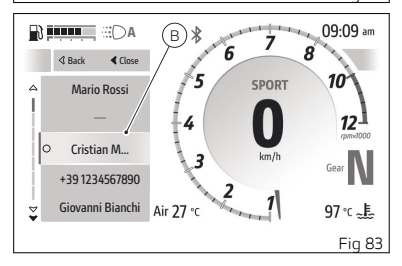 A
B
09:09 am
Back
Close
Mario Rossi
—
Cristian M...
+39 1234567890
Giovanni Bianchi
1
2
3
4
5
6
7
8
10
12
rpm×1000
SPORT
0
km/h
Gear
N
Air 27 °C
97 °C
Fig 83